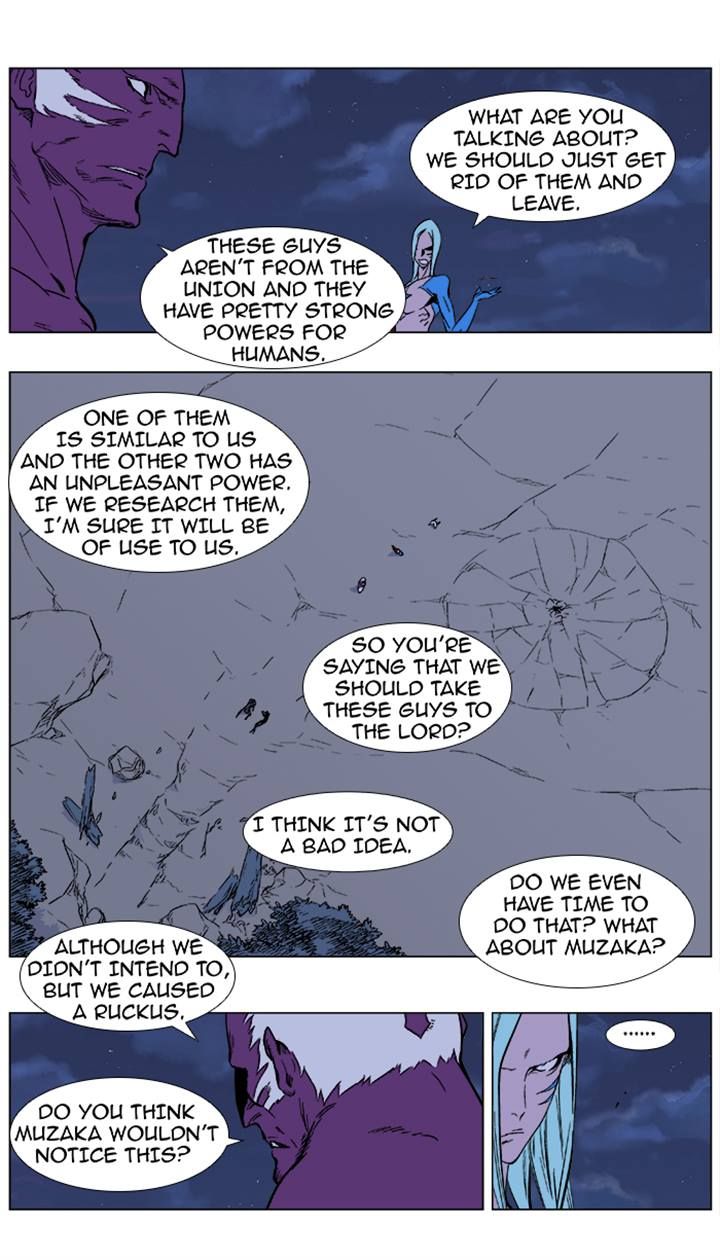 WHAT ARE YOU
TALKING ABOUT?
WE SHOULD JUST GET
RID OF THEM AND
LEAVE.
THESE GUYS
AREN'T FROM THE
UNION AND THEY
HAVE PRETTY STRONG
POWERS FOR
HUMANS.
ONE OF THEM
IS SIMILAR TO US
AND THE OTHER TWO HAS
AN UNPLEASANT POWER.
IF WE RESEARCH THEM,
I'M SURE IT WILL BE
OF USE TO US.
SO YOU'RE
SAYING THAT WE
SHOULD TAKE
THESE GUYS TO
THE LORD?
I THINK IT'S NOT
A BAD IDEA.
DO WE EVEN
HAVE TIME TO
DO THAT? WHAT
ABOUT MUZAKA?
ALTHOUGH WE
DIDN'T INTEND TO,
BUT WE CAUSED
A RUCKUS.
DO YOU THINK
MUZAKA WOULDN'T
NOTICE THIS?
......